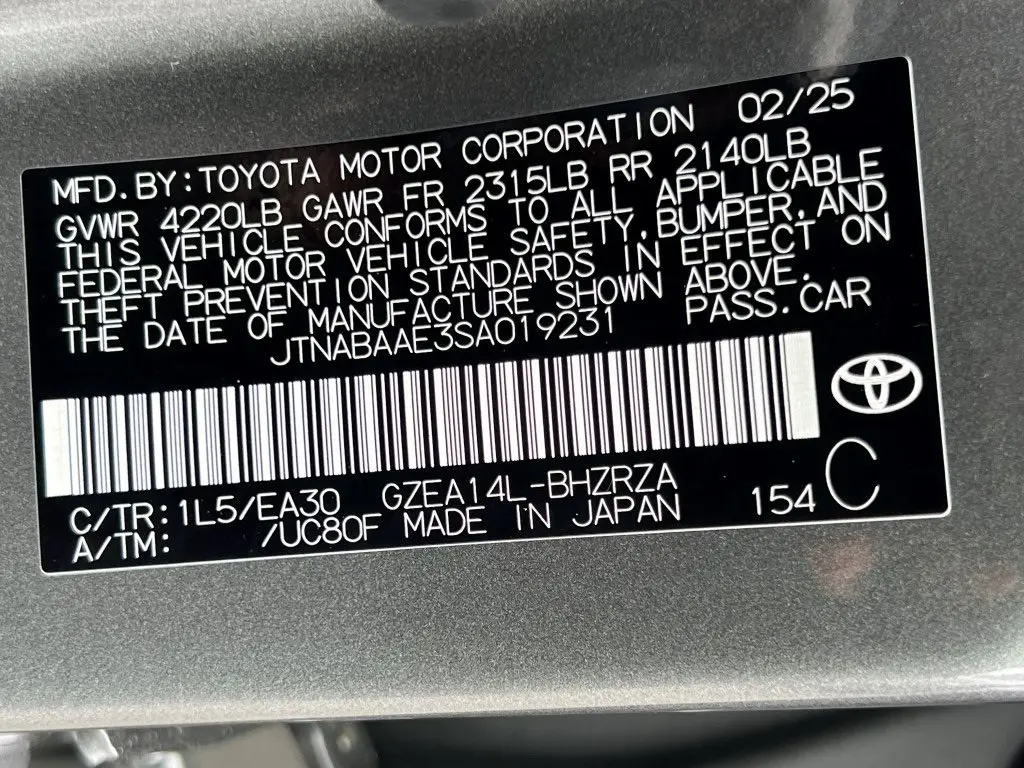 MFD.BY:TOYOTA MOTOR CORPORATION 02/25
GVWR 4220LB GAWR FR 2315LB RR 2140LB
THIS VEHICLE CONFORMS TO ALL APPLICABLE
FEDERAL MOTOR VEHICLE SAFETY,BUMPER,AND
THEFT PREVENTION STANDARDS IN EFFECT ON
THE DATE OF MANUFACTURE SHOWN ABOVE.
JTNABAAE3SA019231 PASS.CAR
C/TR:1L5/EA30 GZEA14L-BHZRZA
A/TM: /UC80F MADE IN JAPAN 154 C